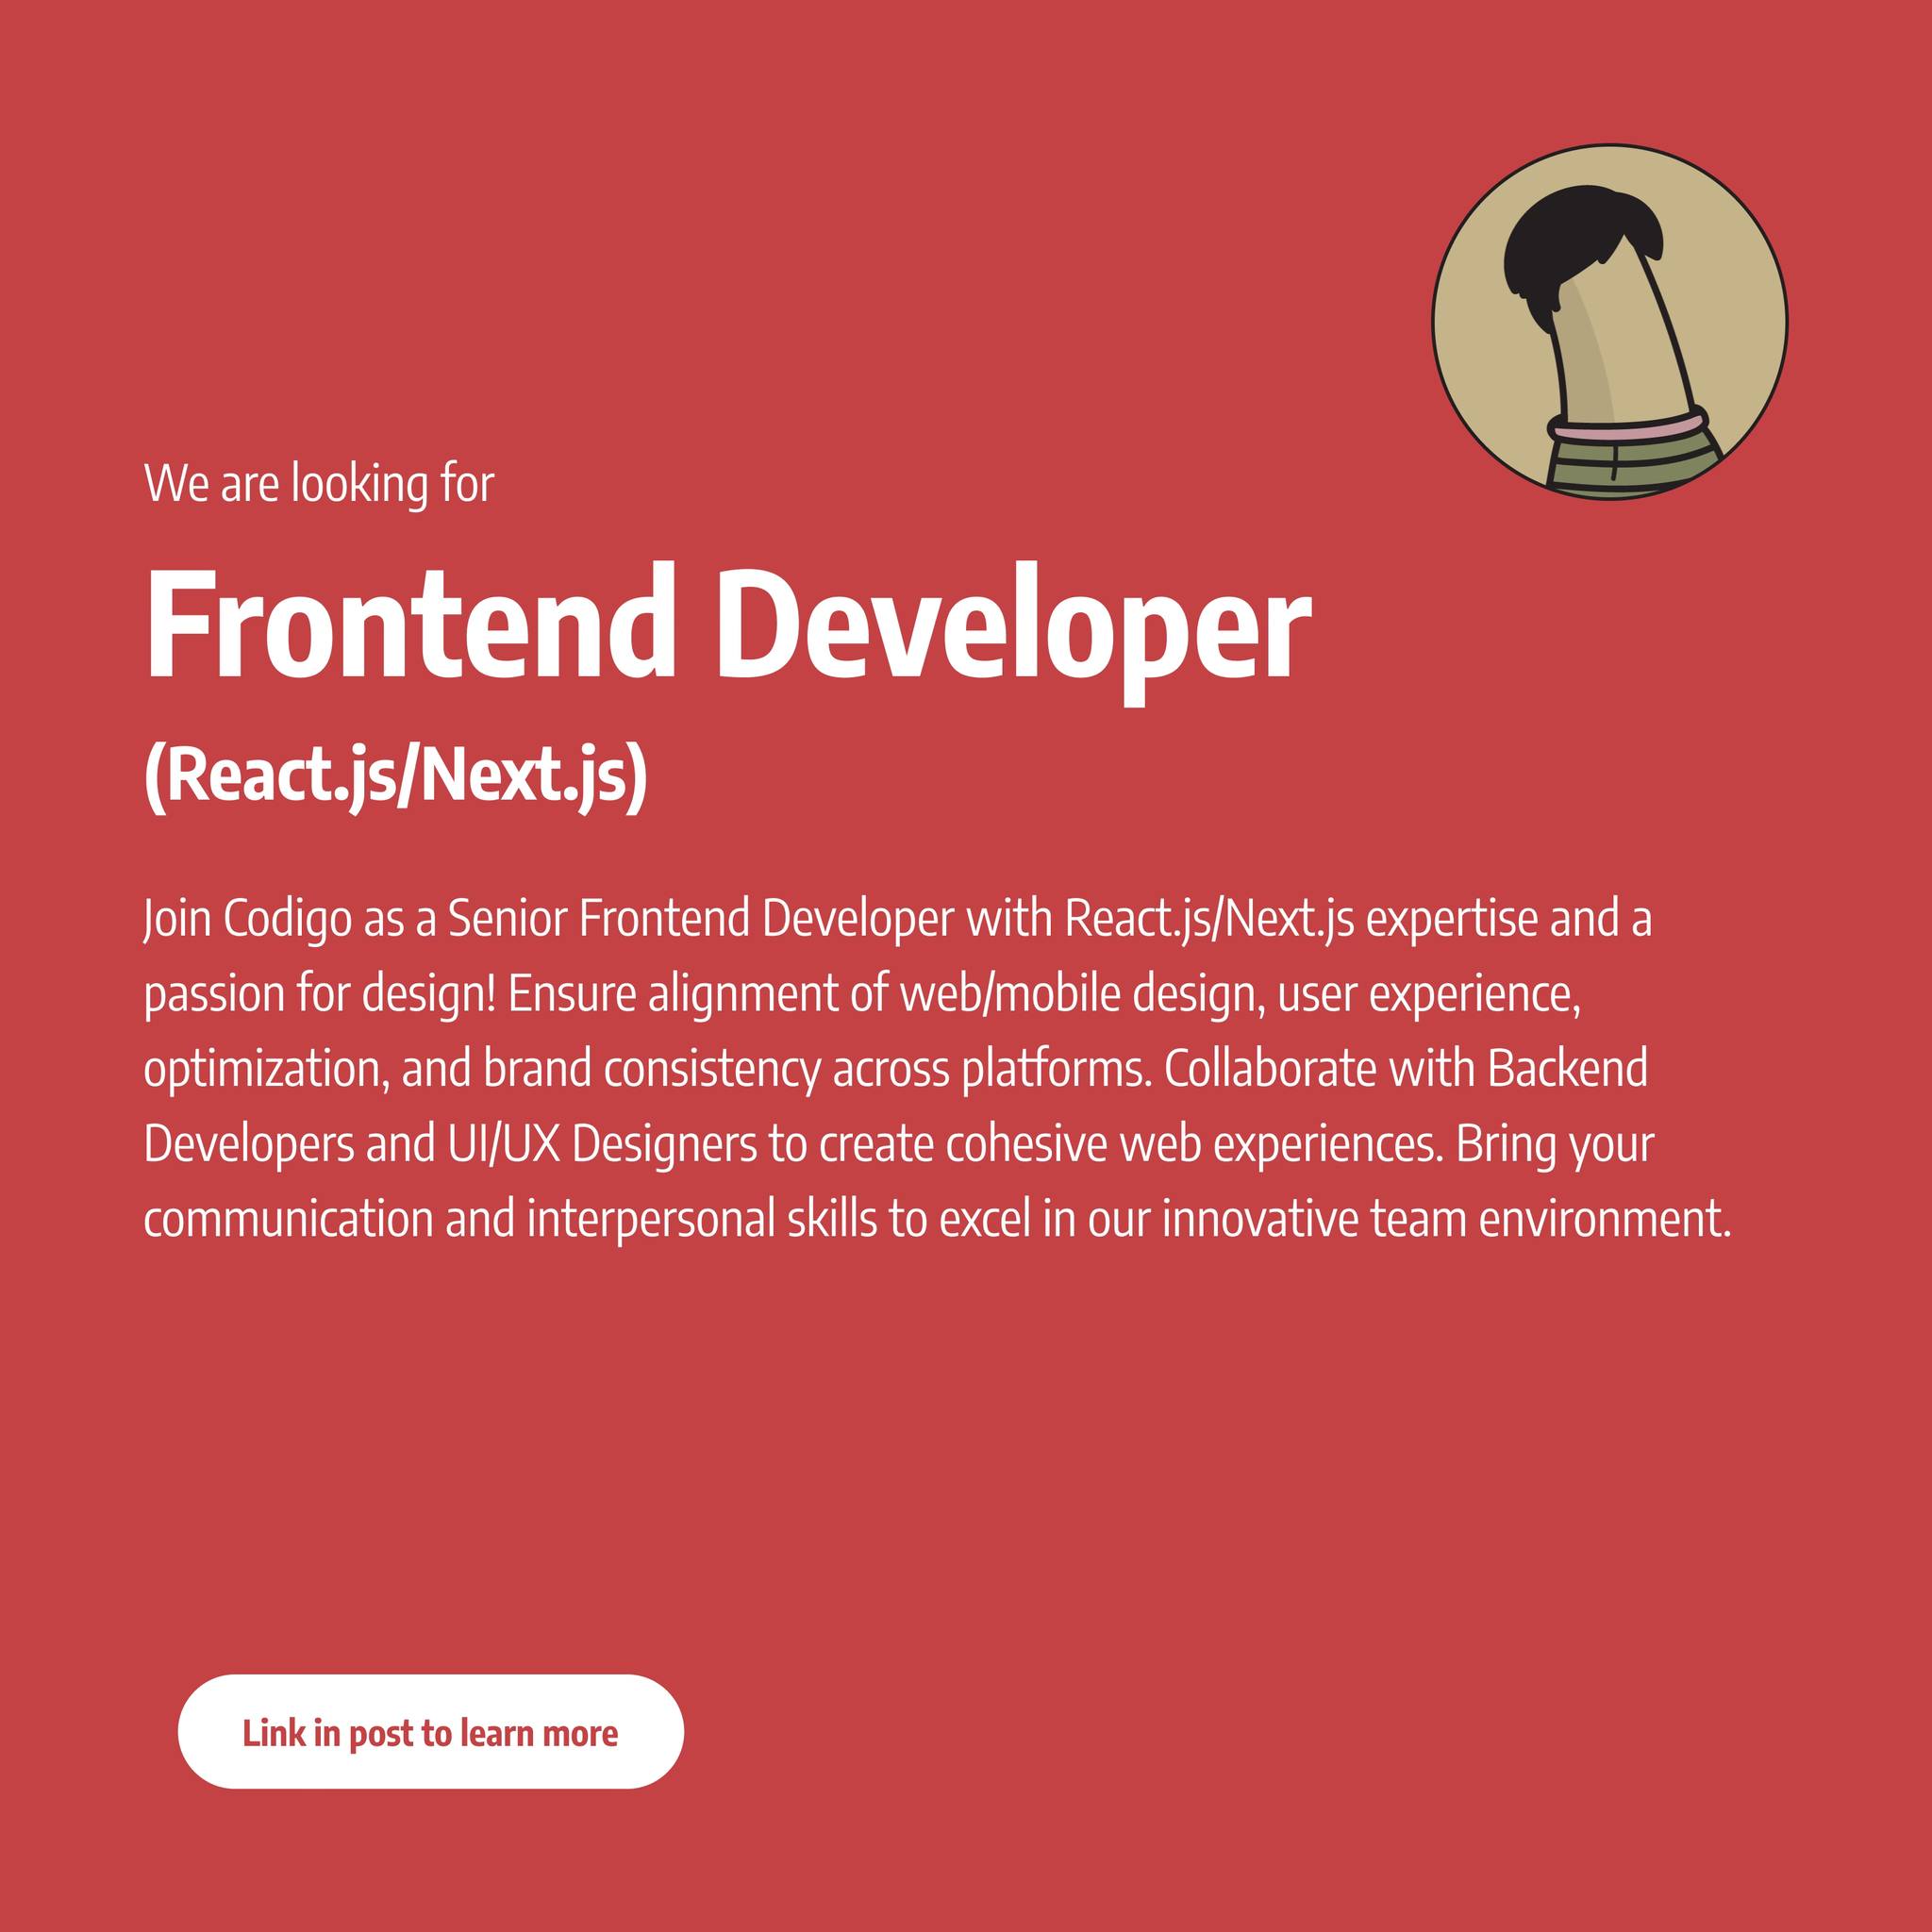 We are looking for
Frontend Developer
(React.js/Next.js)
Join Codigo as a Senior Frontend Developer with React.js/Next.js expertise and a
passion for design! Ensure alignment of web/mobile design, user experience,
optimization, and brand consistency across platforms. Collaborate with Backend
Developers and UI/UX Designers to create cohesive web experiences. Bring your
communication and interpersonal skills to excel in our innovative team environment.
Link in post to learn more